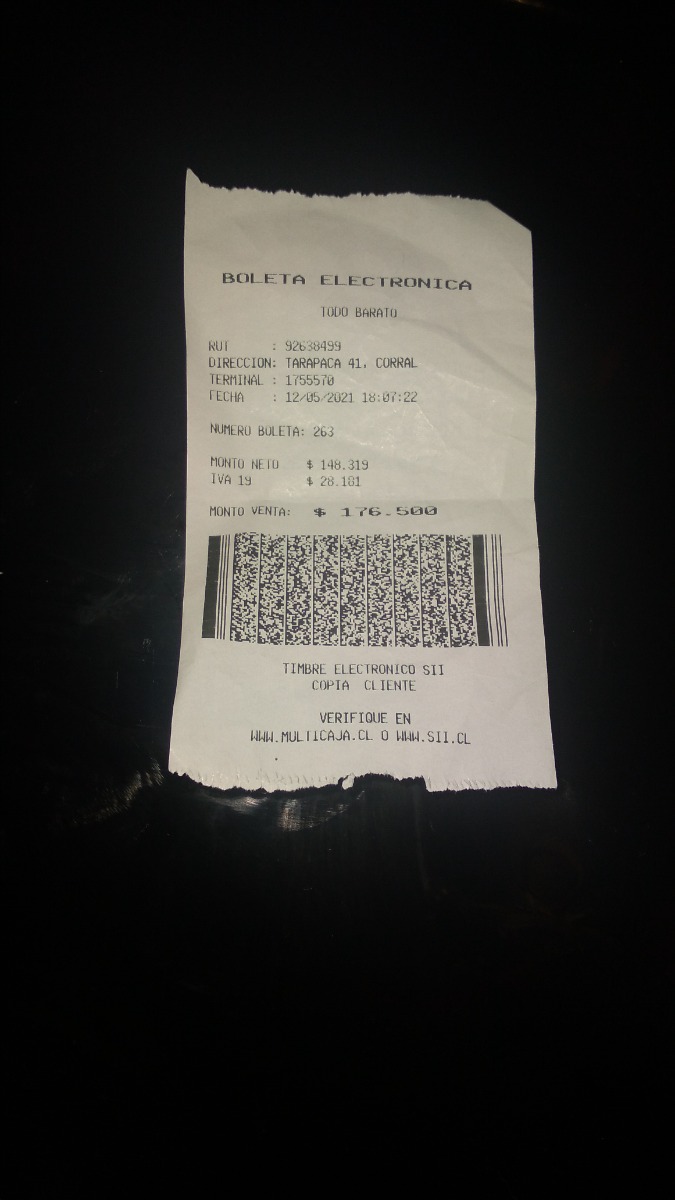 BOLETA ELECTRONICA
TODO BARATO
RUT : 92638499
DIRECCION: TARAPACA 41, CORRAL
TERMINAL : 1755570
FECHA : 12/05/2021 18:07:22
NUMERO BOLETA: 263
MONTO NETO $ 148.319
IVA 19 $ 28.181
MONTO VENTA: $ 176.500
TIMBRE ELECTRONICO SII
COPIA CLIENTE
VERIFIQUE EN
WWW.MULTICAJA.CL O WWW.SII.CL